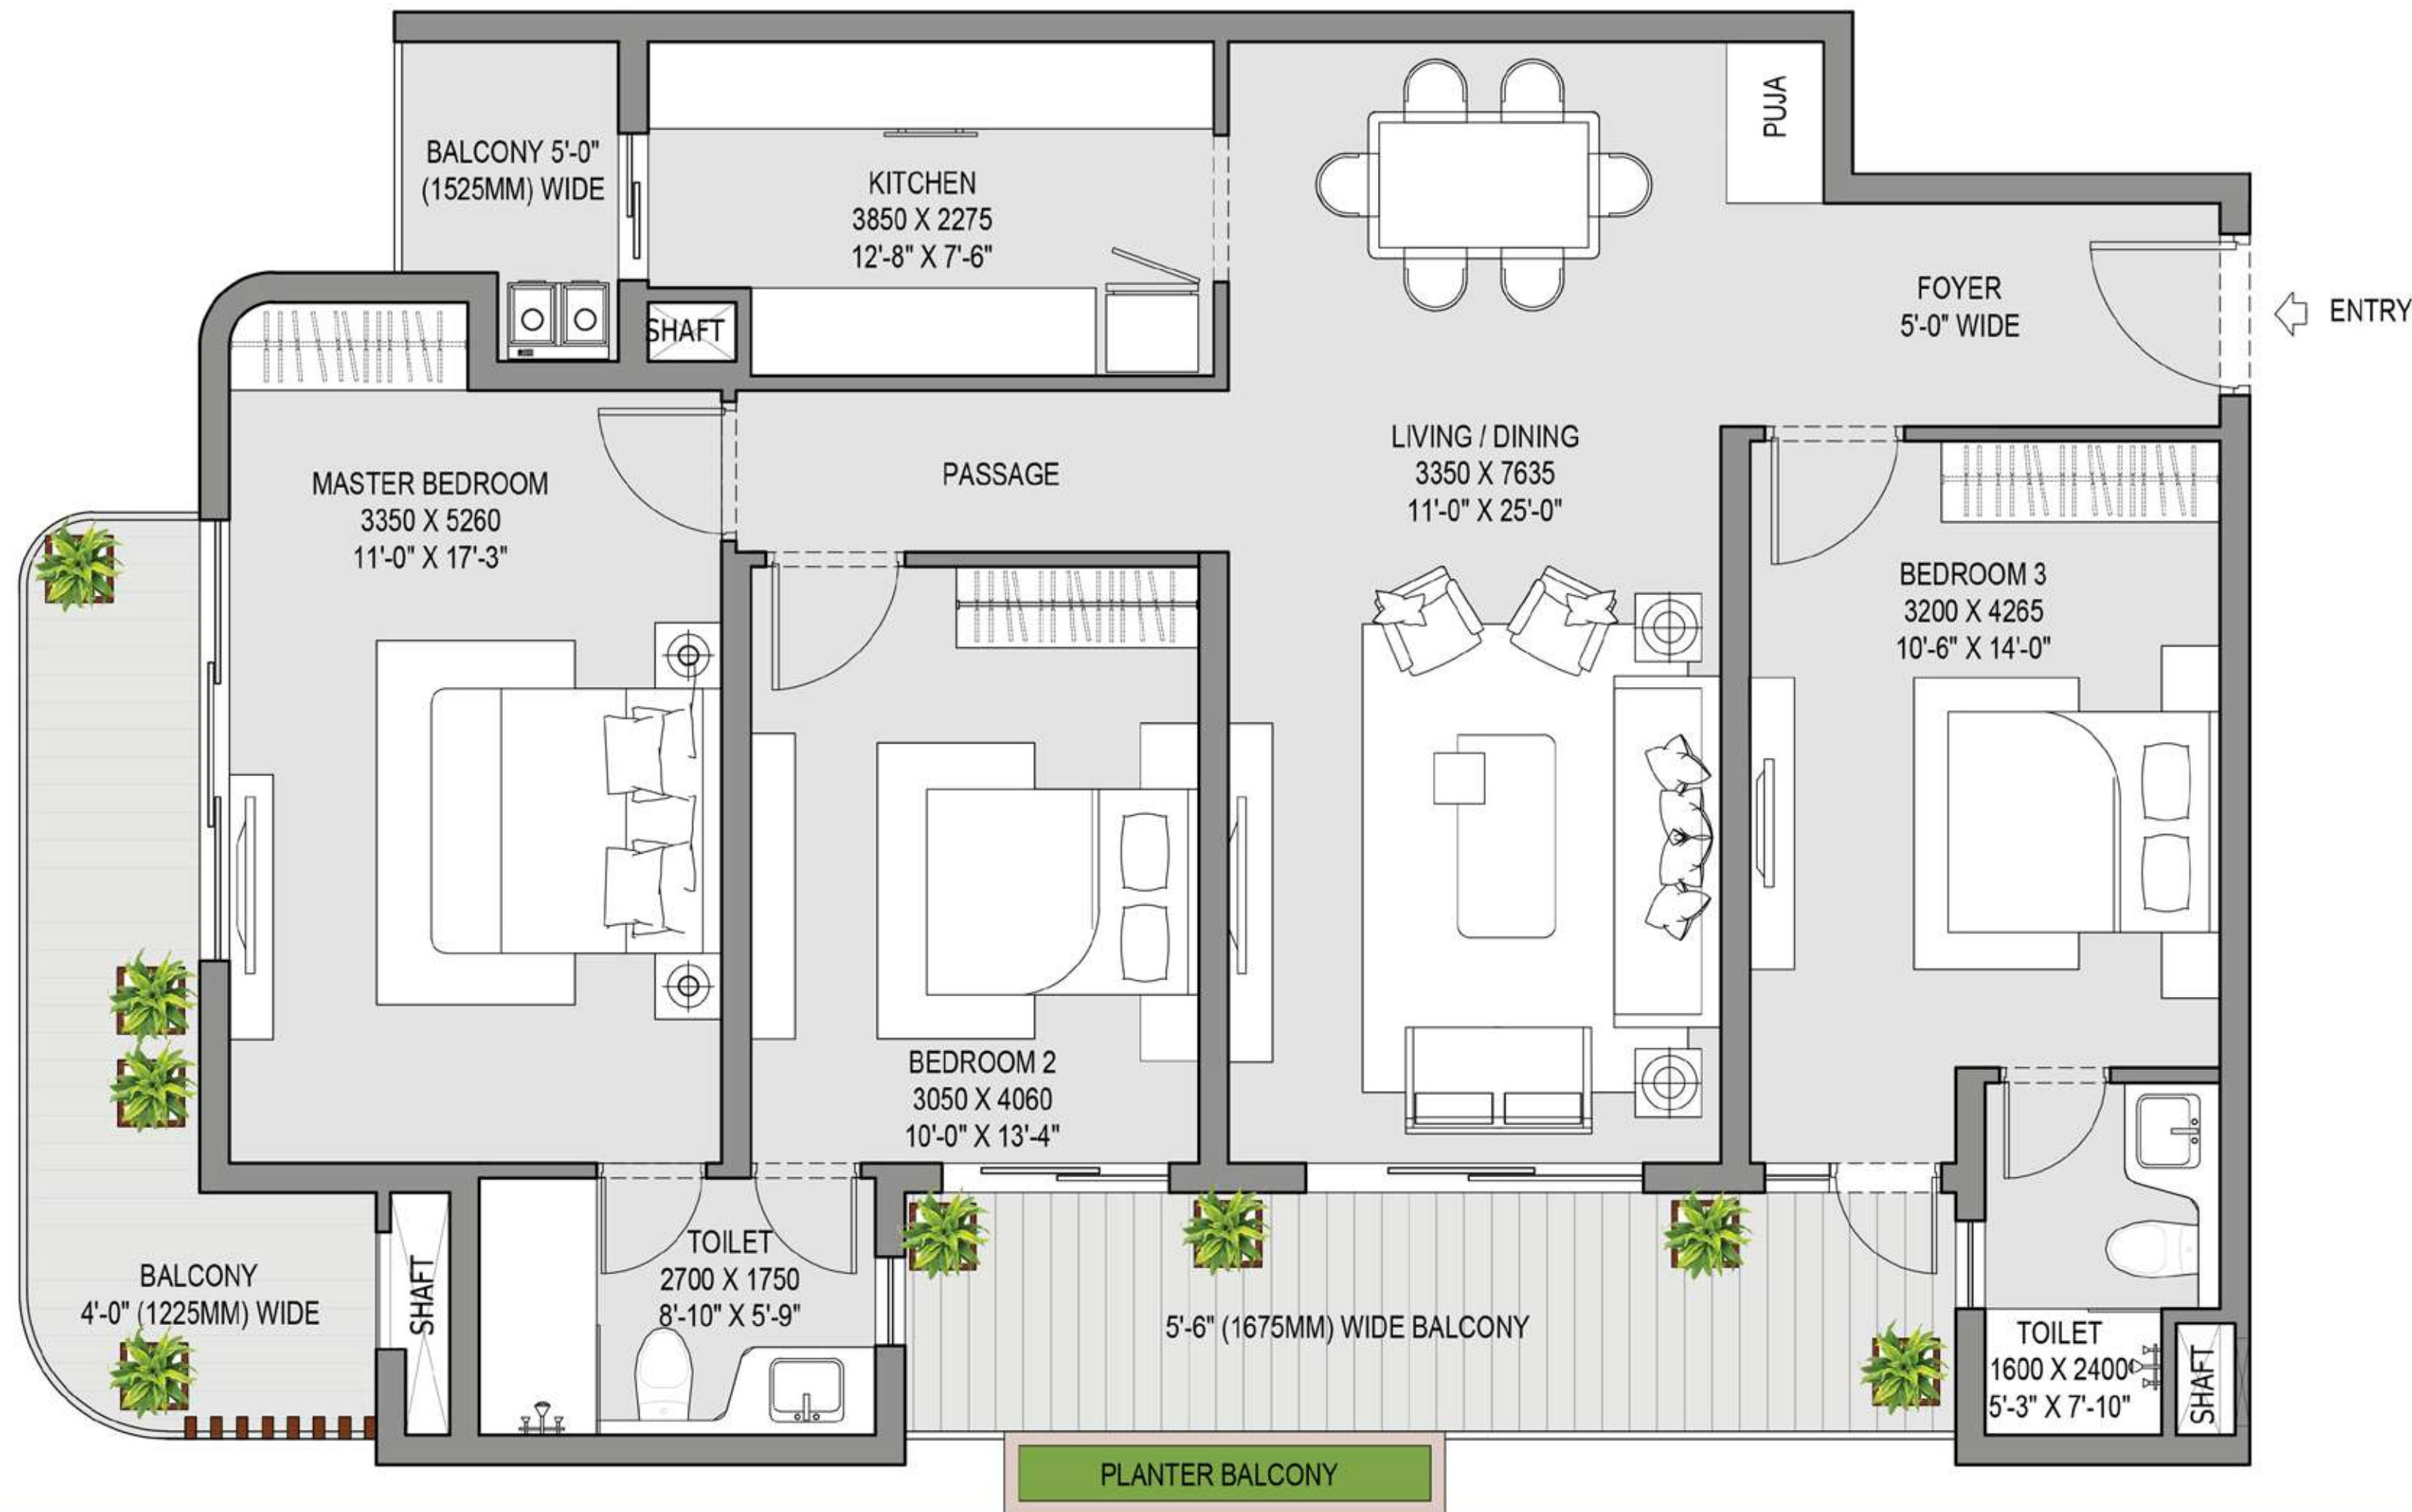 PUJA
BALCONY 5'-0"
(1525MM) WIDE
KITCHEN
3850 X 2275
12'-8" X 7'-6"
FOYER
5'-0" WIDE
ENTRY
SHAFT
MASTER BEDROOM
3350 X 5260
11'-0" X 17'-3"
PASSAGE
LIVING / DINING
3350 X 7635
11'-0" X 25'-0"
BEDROOM 3
3200 X 4265
10'-6" X 14'-0"
BEDROOM 2
3050 X 4060
10'-0" X 13'-4"
BALCONY
4'-0" (1225MM) WIDE
SHAFT
TOILET
2700 X 1750
8'-10" X 5'-9"
5'-6" (1675MM) WIDE BALCONY
TOILET
1600 X 2400
5'-3" X 7'-10"
SHAFT
PLANTER BALCONY